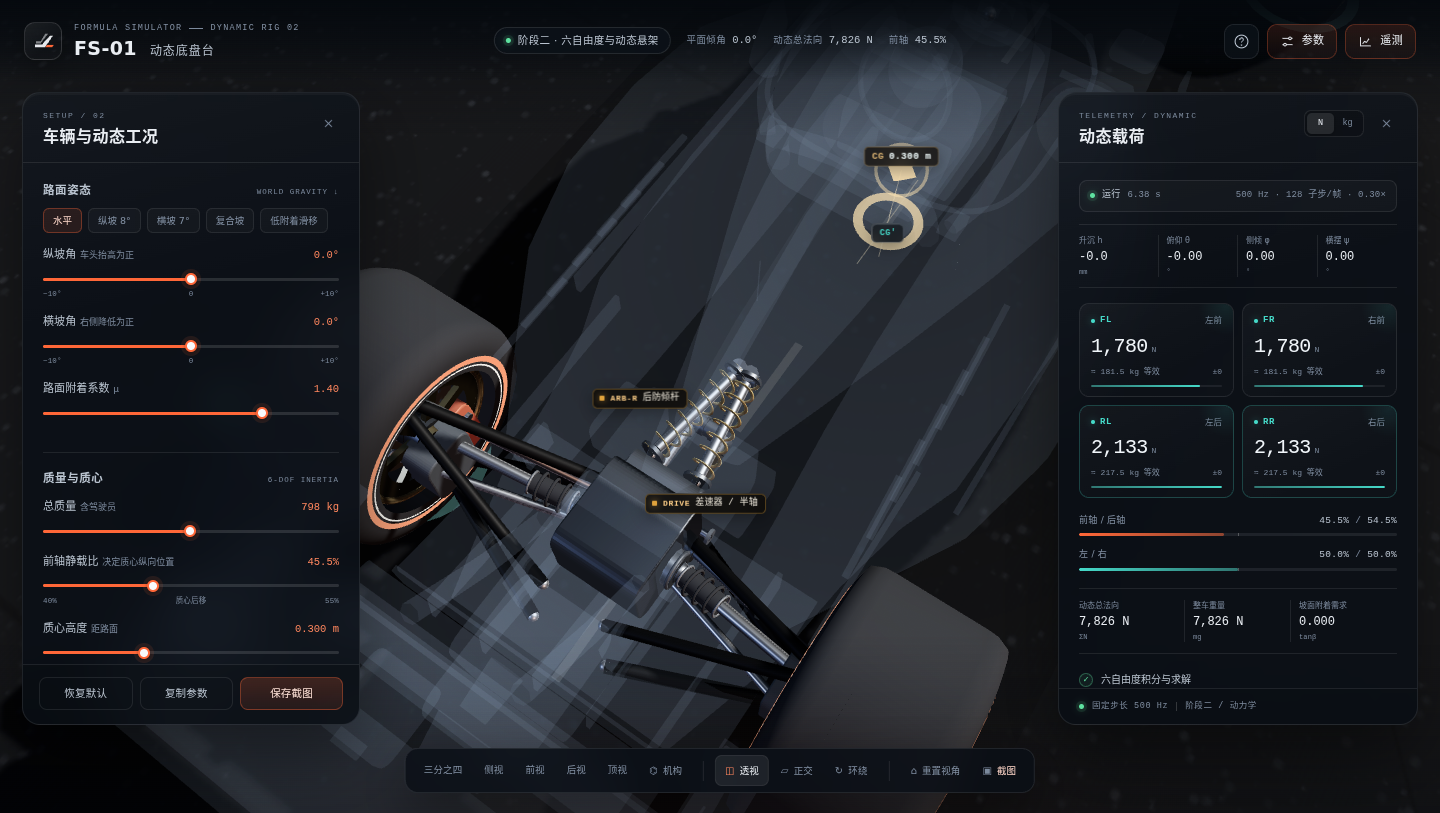 FORMULA SIMULATOR — DYNAMIC RIG 02
FS-01 动态底盘台
阶段二 · 六自由度与动态悬架
平面倾角 0.0° 动态总法向 7,826 N 前轴 45.5%
参数
遥测
SETUP / 02
车辆与动态工况
×
路面姿态 WORLD GRAVITY ↓
水平 纵坡 8° 横坡 7° 复合坡 低附着滑移
纵坡角 车头抬高为正 0.0°
−10° 0 +10°
横坡角 右侧降低为正 0.0°
−10° 0 +10°
路面附着系数 μ 1.40
质量与质心 6-DOF INERTIA
总质量 含驾驶员 798 kg
前轴静载比 决定质心纵向位置 45.5%
40% 质心后移 55%
质心高度 距路面 0.300 m
恢复默认 复制参数 保存截图
CG 0.300 m
CG'
ARB-R 后防倾杆
DRIVE 差速器 / 半轴
三分之四 侧视 前视 后视 顶视 机构 透视 正交 环绕 重置视角 截图
TELEMETRY / DYNAMIC
动态载荷
N kg ×
运行 6.38 s 500 Hz · 128 子步/帧 · 0.30×
升沉 h 俯仰 θ 侧倾 φ 横摆 ψ
-0.0 -0.00 0.00 0.00
mm ° ° °
FL 左前
1,780 N
≈ 181.5 kg 等效 ±0
FR 右前
1,780 N
≈ 181.5 kg 等效 ±0
RL 左后
2,133 N
≈ 217.5 kg 等效 ±0
RR 右后
2,133 N
≈ 217.5 kg 等效 ±0
前轴 / 后轴 45.5% / 54.5%
左 / 右 50.0% / 50.0%
动态总法向 整车重量 坡面附着需求
7,826 N 7,826 N 0.000
ΣN mg tanβ
六自由度积分与求解
固定步长 500 Hz | 阶段二 / 动力学